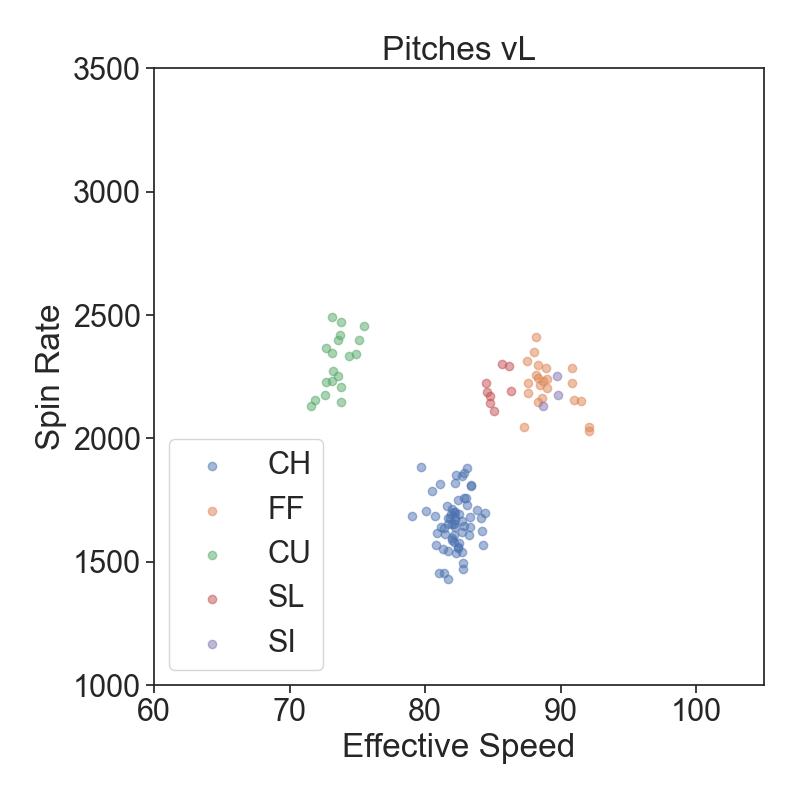 Pitches vL
3500
3000
2500
2000
1500
1000
Spin Rate
CH
FF
CU
SL
SI
60 70 80 90 100
Effective Speed